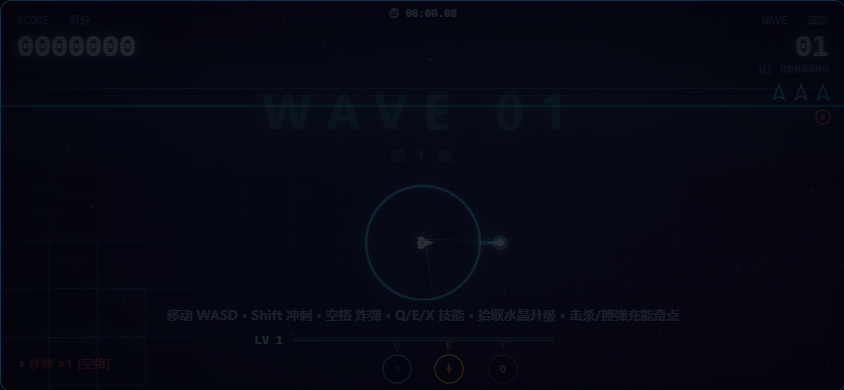 SCORE · 得分
0000000
⏱ 00:00.08
WAVE · 波次
01
HI 0000000
WAVE 01
第 1 波
移动 WASD • Shift 冲刺 • 空格 炸弹 • Q/E/X 技能 • 拾取水晶升级 • 击杀/擦弹充能奇点
LV 1
Q E X
0
● 炸弹 ×1 [空格]